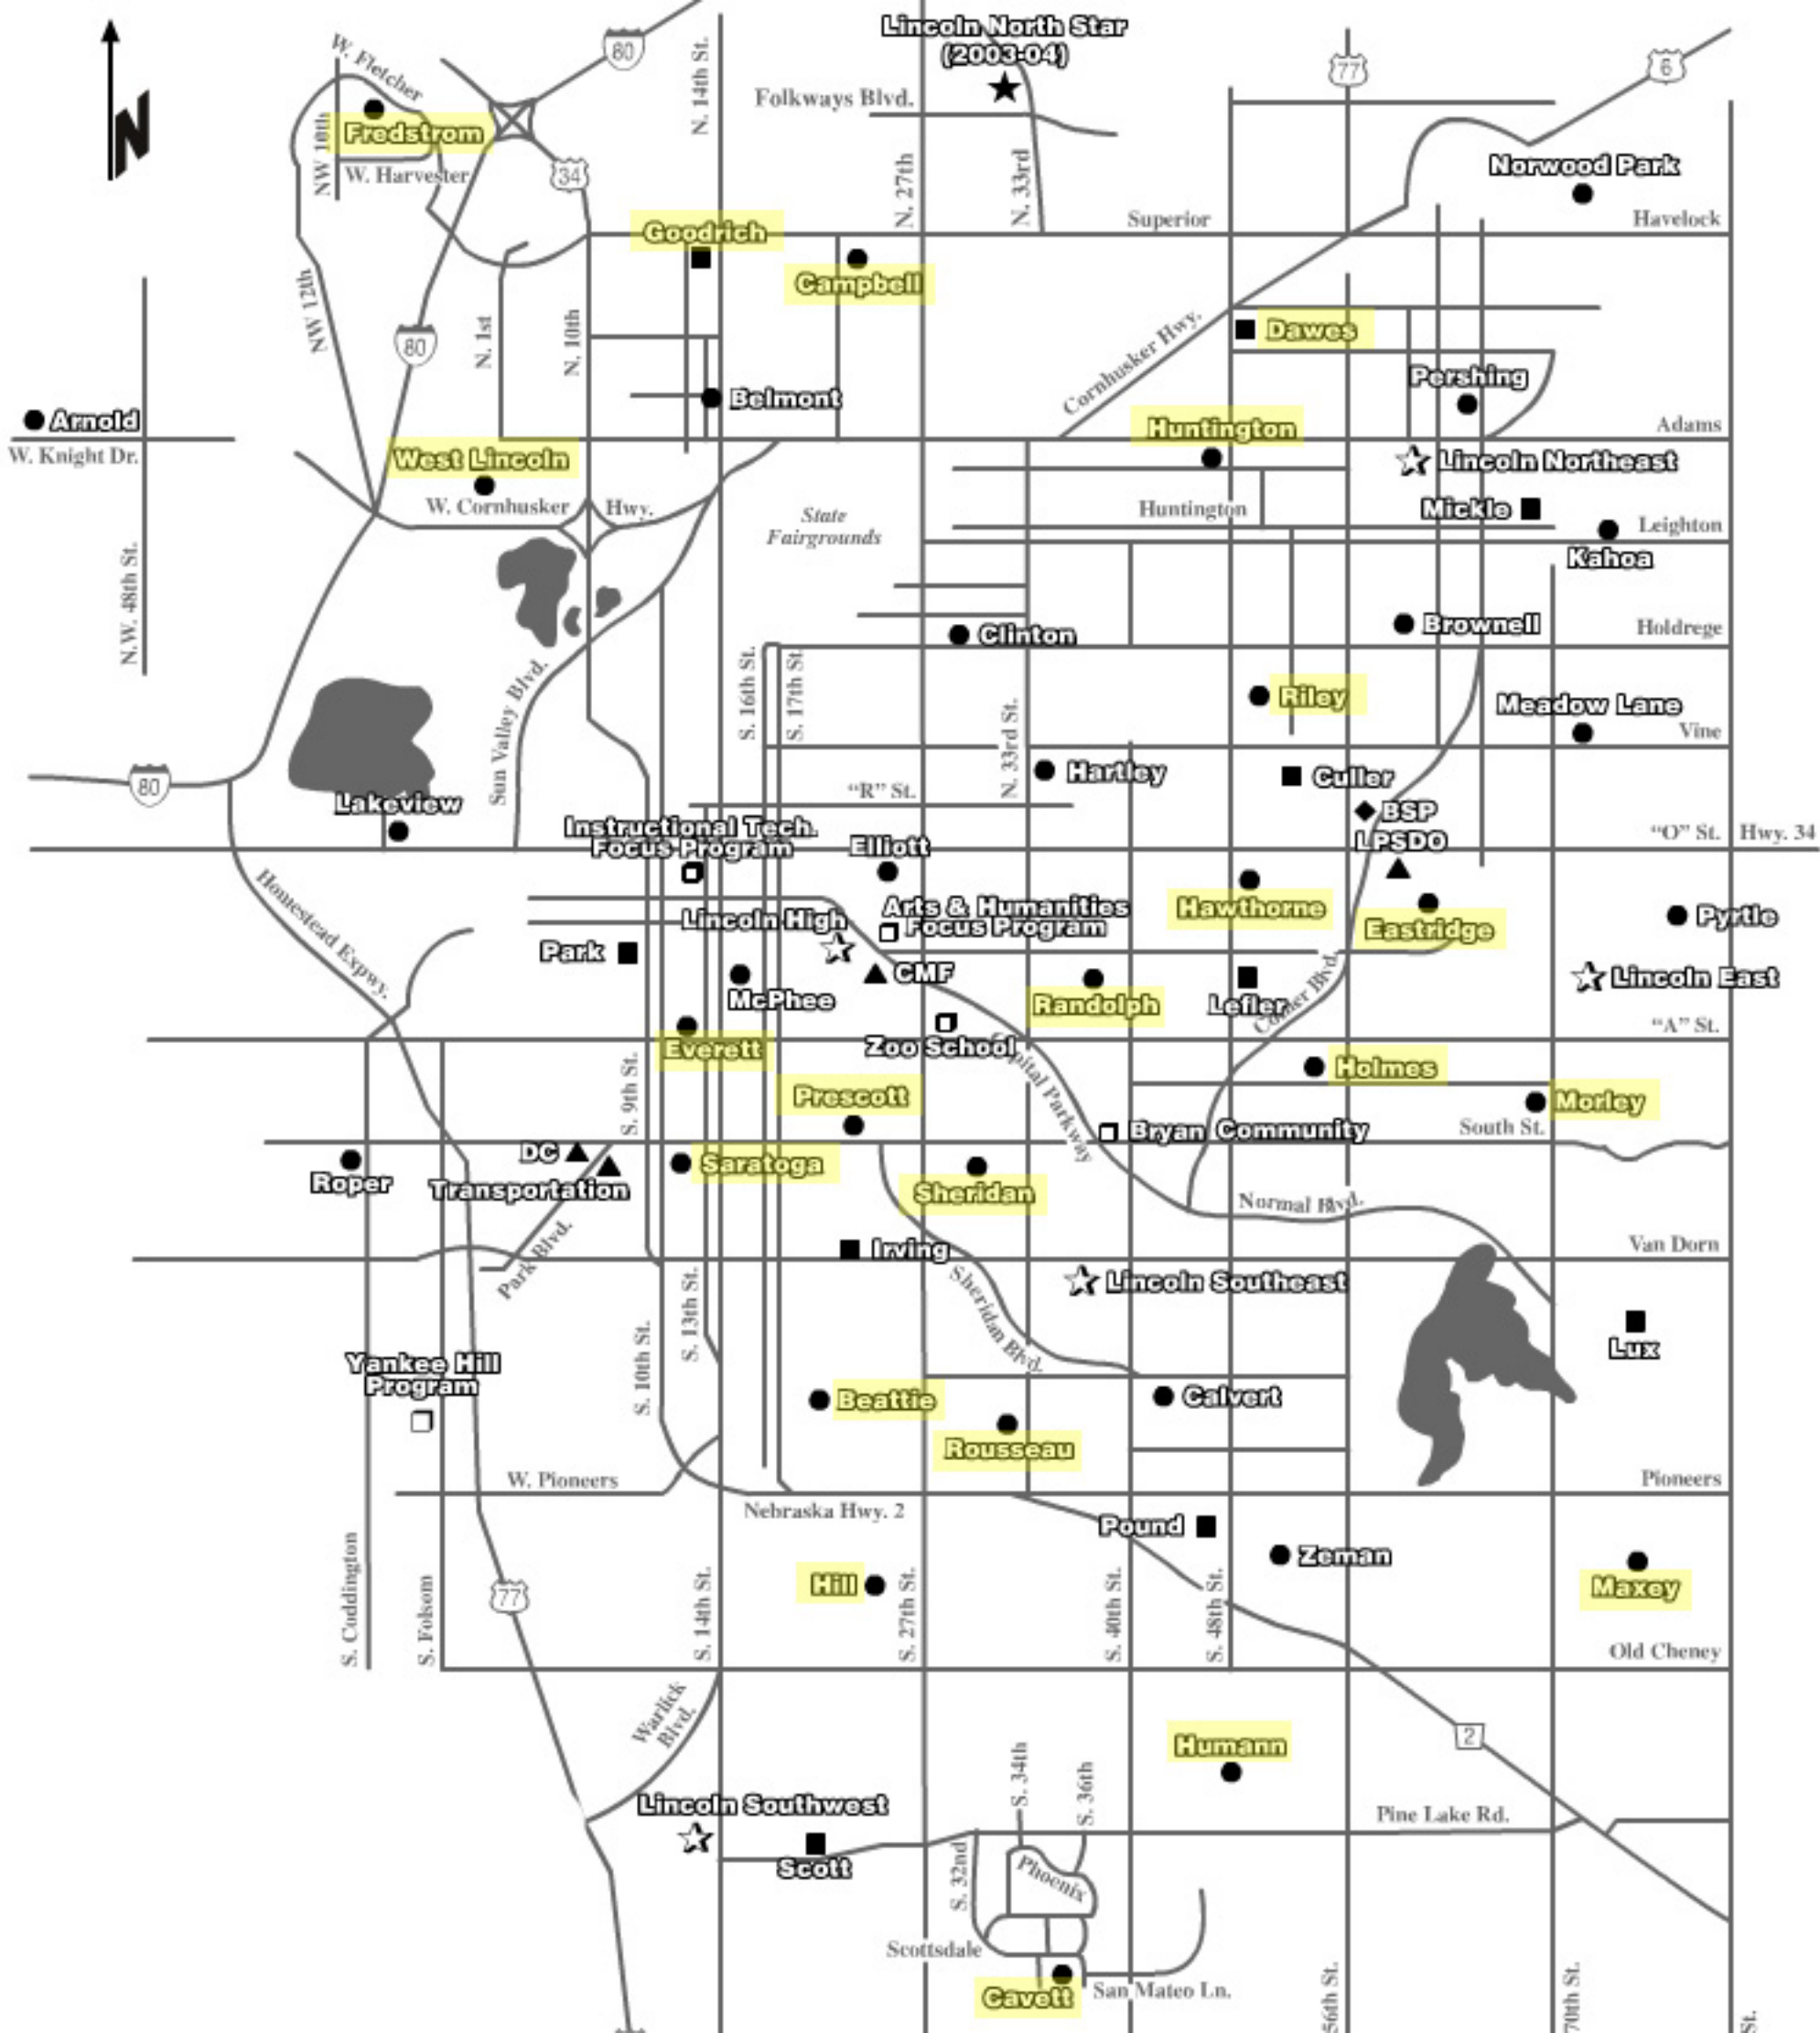 Lincoln North Star
(2003-04)
W. Fletcher
80
N. 14th St.
77
6
Folkways Blvd.
Fredstrom
NW 10th
W. Harvester
34
N. 27th
N. 33rd
Norwood Park
Superior
Havelock
Goodrich
Campbell
N
NW 12th
80
N. 1st
N. 10th
Cornhusker Hwy.
Dawes
Pershing
Belmont
Arnold
W. Knight Dr.
Adams
Huntington
West Lincoln
Lincoln Northeast
W. Cornhusker
Hwy.
State
Fairgrounds
Huntington
Mickle
Leighton
Kahoa
N.W. 48th St.
Clinton
Brownell
Holdrege
Sun Valley Blvd.
S. 16th St.
S. 17th St.
N. 33rd St.
Riley
Meadow Lane
Vine
80
Hartley
Culler
"R" St.
BSP
Lakeview
Instructional Tech.
Focus Program
Elliott
LPSDO
"O" St.
Hwy. 34
Homestead Expwy.
Lincoln High
Arts & Humanities
Focus Program
Hawthorne
Eastridge
Pyrtle
Park
McPhee
CMF
Randolph
Lefler
Corner Blvd.
Lincoln East
"A" St.
Everett
Zoo School
pital Parkway
Holmes
S. 9th St.
Prescott
Morley
Bryan Community
South St.
DC
Roper
Transportation
Saratoga
Sheridan
Normal Blvd.
Park Blvd.
Irving
Van Dorn
Sheridan Blvd.
Lincoln Southeast
S. 13th St.
S. 10th St.
Lux
Yankee Hill
Program
Beattie
Calvert
Rousseau
W. Pioneers
Pioneers
Nebraska Hwy. 2
Pound
Zeman
S. Coddington
S. Folsom
77
S. 14th St.
Hill
S. 27th St.
S. 40th St.
S. 48th St.
Maxey
Old Cheney
Warlick
Blvd.
2
Humann
S. 34th
S. 36th
Lincoln Southwest
Pine Lake Rd.
Scott
S. 32nd
Phoenix
Scottsdale
Cavett
San Mateo Ln.
56th St.
70th St.
St.